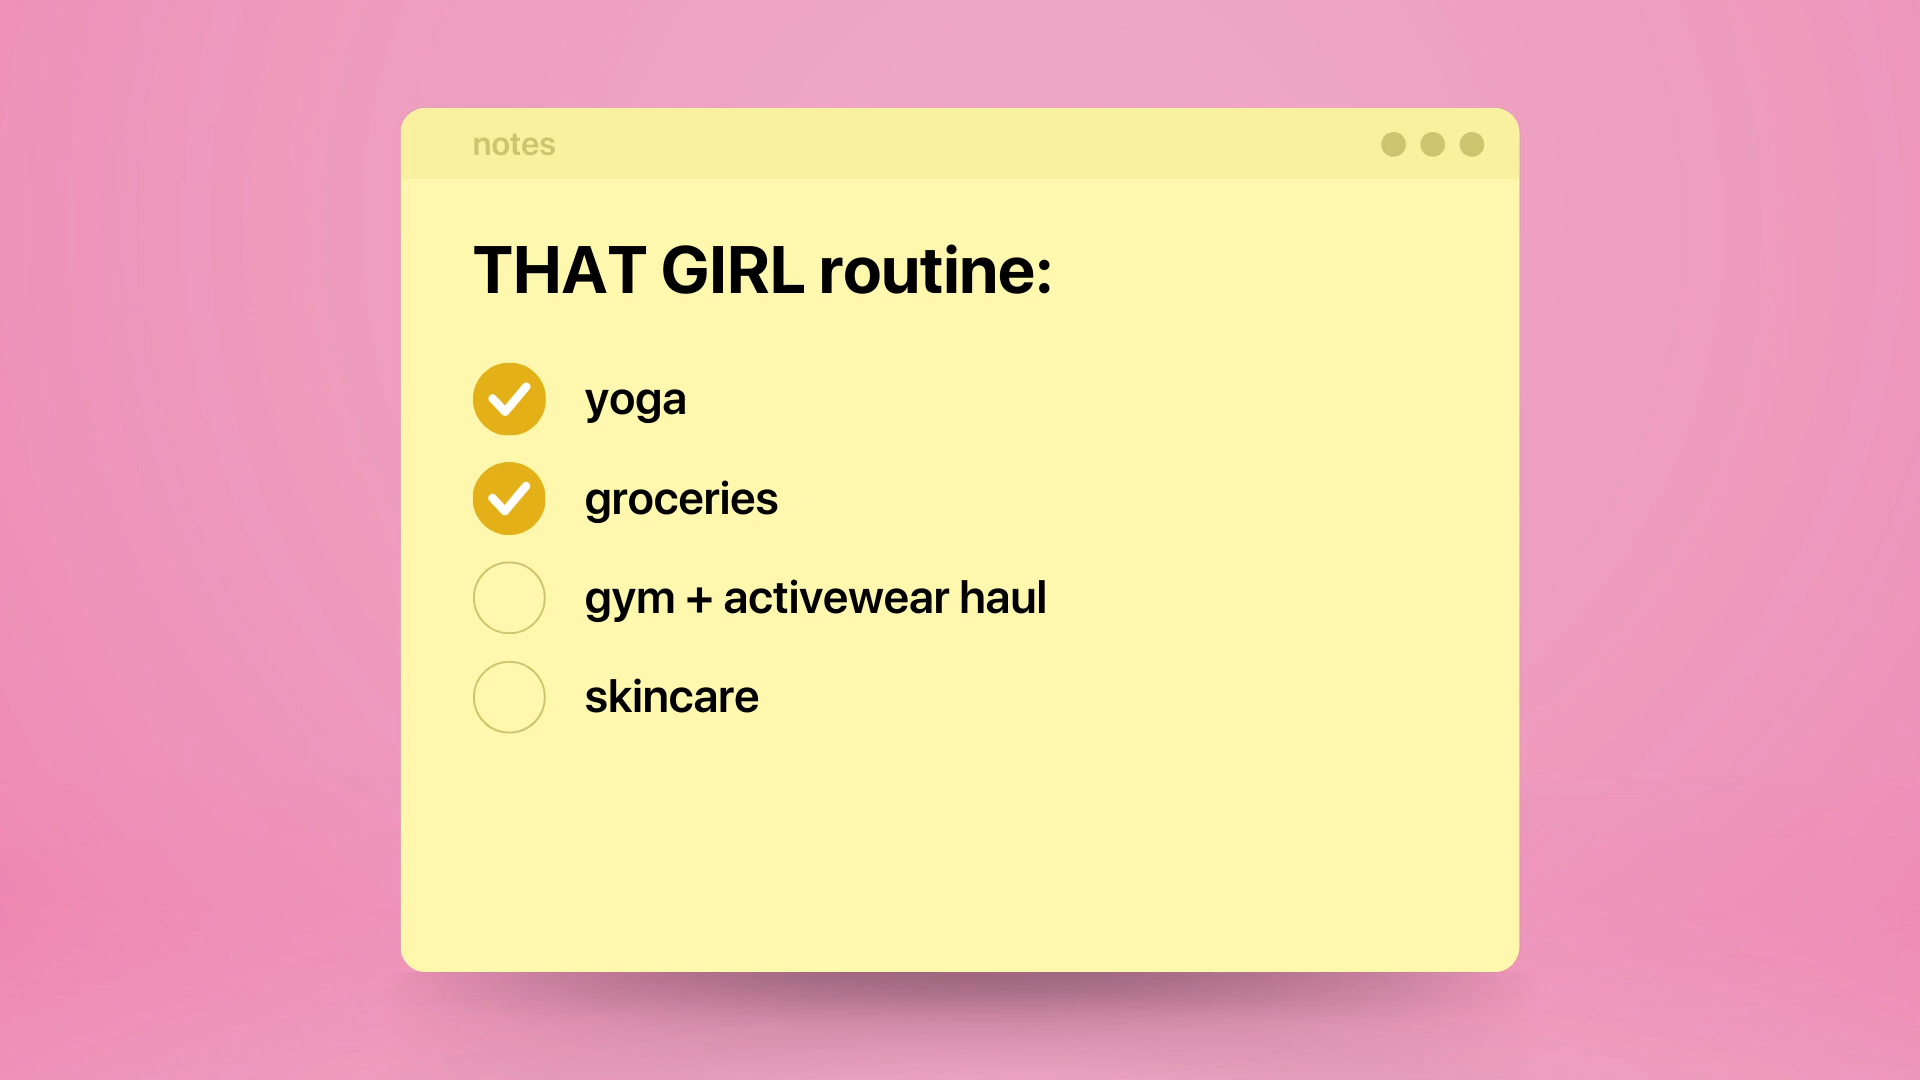 notes
THAT GIRL routine:
yoga
groceries
gym + activewear haul
skincare